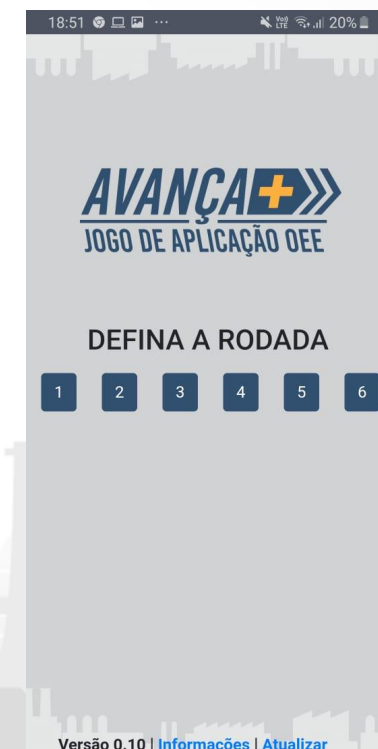 18:51 ... 20%
AVANÇA+
JOGO DE APLICAÇÃO OEE
DEFINA A RODADA
1 2 3 4 5 6
Versão 0.10 | Informações | Atualizar